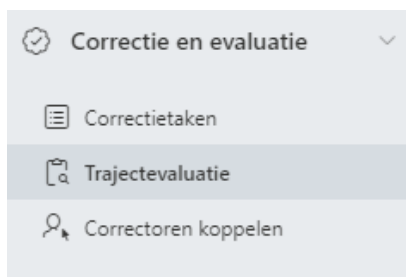 Correctie en evaluatie
Correctietaken
Trajectevaluatie
Correctoren koppelen